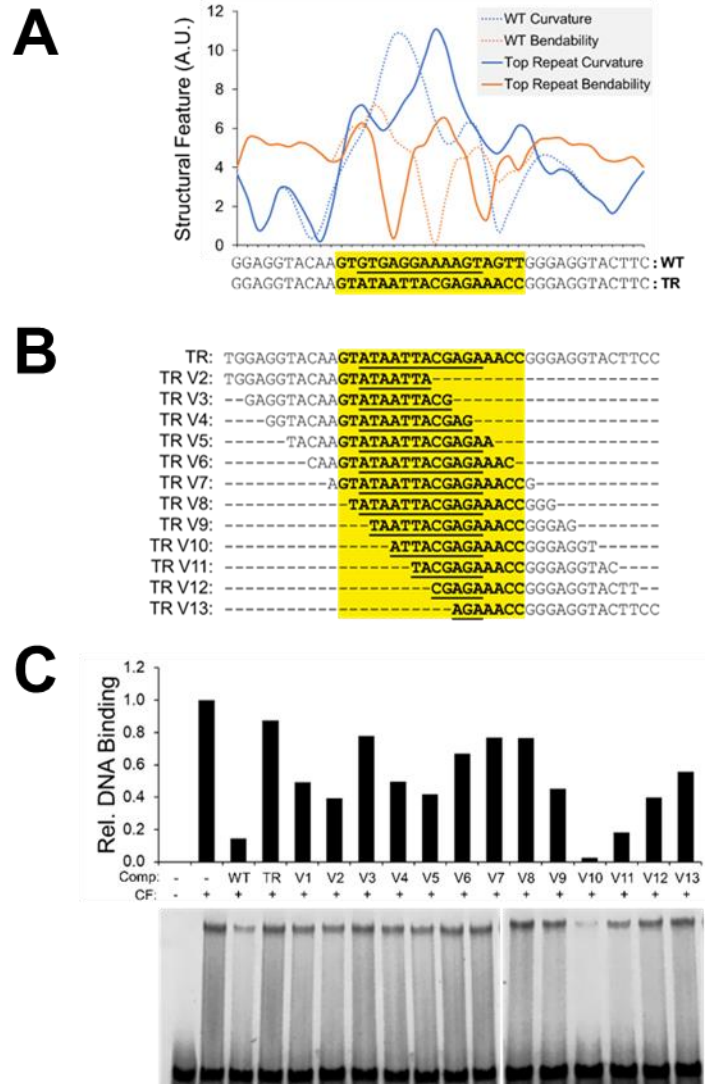 A
Structural Feature (A.U.)
12
10
8
6
4
2
0
WT Curvature
WT Bendability
Top Repeat Curvature
Top Repeat Bendability
GGAGGTACAAGTGTGAGGAAAAGTAGTTGGGAGGTACTTC:WT
GGAGGTACAAGTATAATTACGAGAAACCGGGAGGTACTTC:TR
B
TR: TGGAGGTACAAGTATAATTACGAGAAACCGGGAGGTACTTCC
TR V2: TGGAGGTACAAGTATAATTA----------------------
TR V3: --GAGGTACAAGTATAATTACG--------------------
TR V4: ----GGTACAAGTATAATTACGAG------------------
TR V5: ------TACAAGTATAATTACGAGAA----------------
TR V6: --------CAAGTATAATTACGAGAAAC--------------
TR V7: ----------AGTATAATTACGAGAAACCG------------
TR V8: ------------TATAATTACGAGAAACCGGG----------
TR V9: --------------TAATTACGAGAAACCGGGAG--------
TR V10: ----------------ATTACGAGAAACCGGGAGGT------
TR V11: ------------------TACGAGAAACCGGGAGGTAC----
TR V12: --------------------CGAGAAACCGGGAGGTACTT--
TR V13: ----------------------AGAAACCGGGAGGTACTTCC
C
Rel. DNA Binding
1.2
1.0
0.8
0.6
0.4
0.2
0.0
Comp: - - WT TR V1 V2 V3 V4 V5 V6 V7 V8 V9 V10 V11 V12 V13
CF: - + + + + + + + + + + + + + + + +